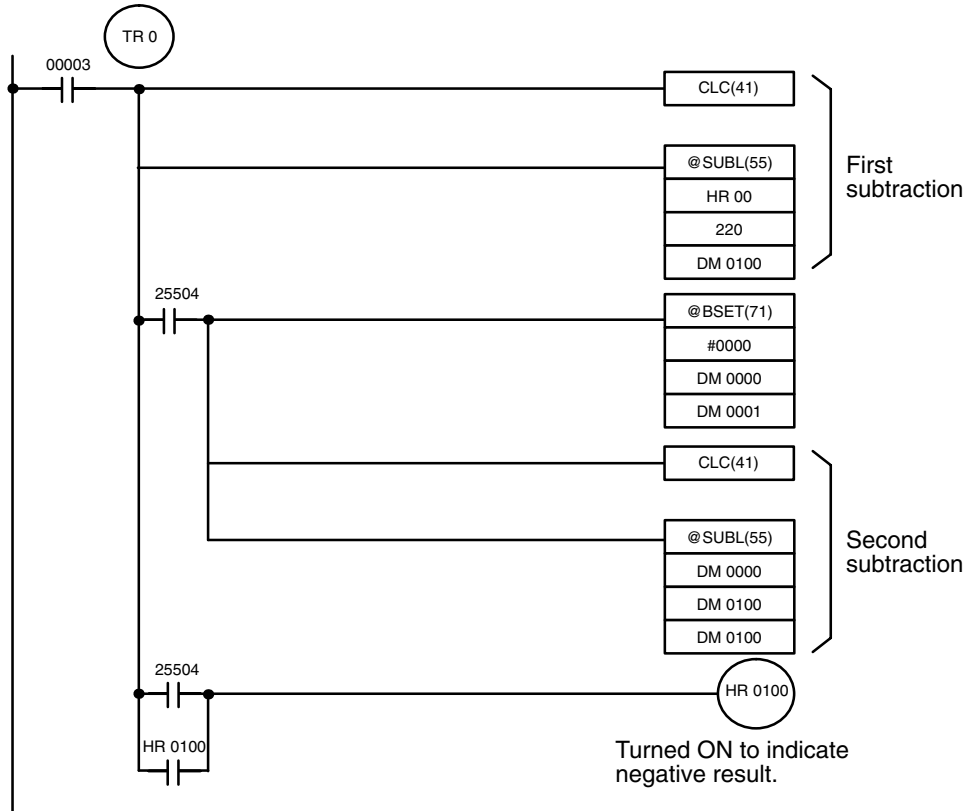 TR 0
00003
CLC(41)
@SUBL(55)
HR 00
220
DM 0100
First
subtraction
25504
@BSET(71)
#0000
DM 0000
DM 0001
CLC(41)
@SUBL(55)
DM 0000
DM 0100
DM 0100
Second
subtraction
25504
HR 0100
HR 0100
Turned ON to indicate
negative result.